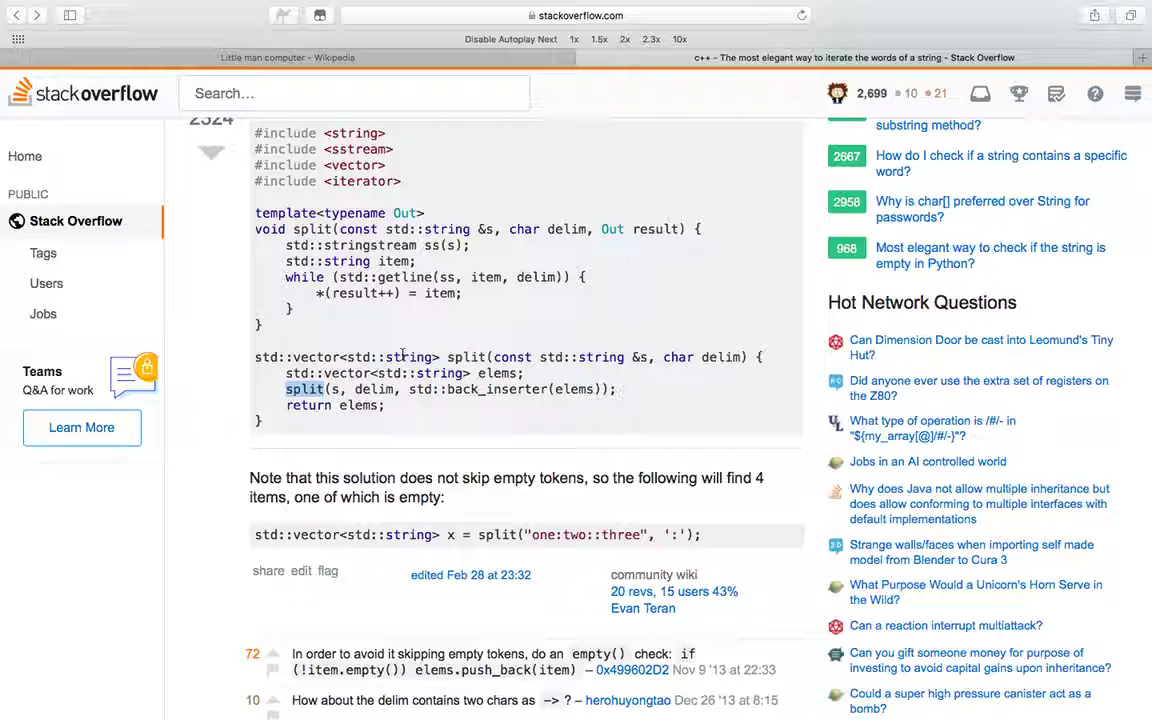 stackoverflow.com
Disable Autoplay Next 1x 1.5x 2x 2.3x 10x
Little man computer – Wikipedia
c++ - The most elegant way to iterate the words of a string - Stack Overflow
stackoverflow
Search...
2,699 10 21
Home
PUBLIC
Stack Overflow
Tags
Users
Jobs
Teams
Q&A for work
Learn More
2324
#include <string>
#include <sstream>
#include <vector>
#include <iterator>
template<typename Out>
void split(const std::string &s, char delim, Out result) {
std::stringstream ss(s);
std::string item;
while (std::getline(ss, item, delim)) {
*(result++) = item;
}
}
std::vector<std::string> split(const std::string &s, char delim) {
std::vector<std::string> elems;
split(s, delim, std::back_inserter(elems));
return elems;
}
Note that this solution does not skip empty tokens, so the following will find 4
items, one of which is empty:
std::vector<std::string> x = split("one:two::three", ':');
share edit flag
edited Feb 28 at 23:32
community wiki
20 revs, 15 users 43%
Evan Teran
72 In order to avoid it skipping empty tokens, do an empty() check: if
(!item.empty()) elems.push_back(item) – 0x499602D2 Nov 9 '13 at 22:33
10 How about the delim contains two chars as -> ? – herohuyongtao Dec 26 '13 at 8:15
substring method?
2667 How do I check if a string contains a specific
word?
2958 Why is char[] preferred over String for
passwords?
968 Most elegant way to check if the string is
empty in Python?
Hot Network Questions
Can Dimension Door be cast into Leomund's Tiny
Hut?
Did anyone ever use the extra set of registers on
the Z80?
What type of operation is /#/- in
"${my_array[@]/#/-}"?
Jobs in an AI controlled world
Why does Java not allow multiple inheritance but
does allow conforming to multiple interfaces with
default implementations
Strange walls/faces when importing self made
model from Blender to Cura 3
What Purpose Would a Unicorn's Horn Serve in
the Wild?
Can a reaction interrupt multiattack?
Can you gift someone money for purpose of
investing to avoid capital gains upon inheritance?
Could a super high pressure canister act as a
bomb?